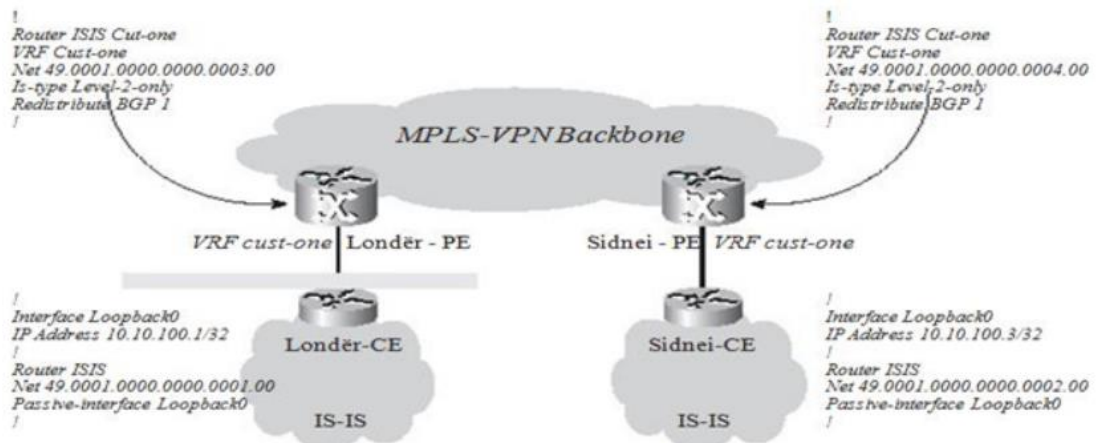 !
Router ISIS Cut-one
VRF Cust-one
Net 49.0001.0000.0000.0003.00
Is-type Level-2-only
Redistribute BGP 1
!
!
Router ISIS Cut-one
VRF Cust-one
Net 49.0001.0000.0000.0004.00
Is-type Level-2-only
Redistribute BGP 1
!
MPLS-VPN Backbone
VRF cust-one Londër - PE
Sidnei - PE VRF cust-one
!
Interface Loopback0
IP Address 10.10.100.1/32
!
Router ISIS
Net 49.0001.0000.0000.0001.00
Passive-interface Loopback0
!
Londër-CE
IS-IS
Sidnei-CE
IS-IS
!
Interface Loopback0
IP Address 10.10.100.3/32
!
Router ISIS
Net 49.0001.0000.0000.0002.00
Passive-interface Loopback0
!